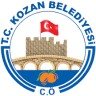 T.C. KOZAN BELEDİYESİ
C.Ö